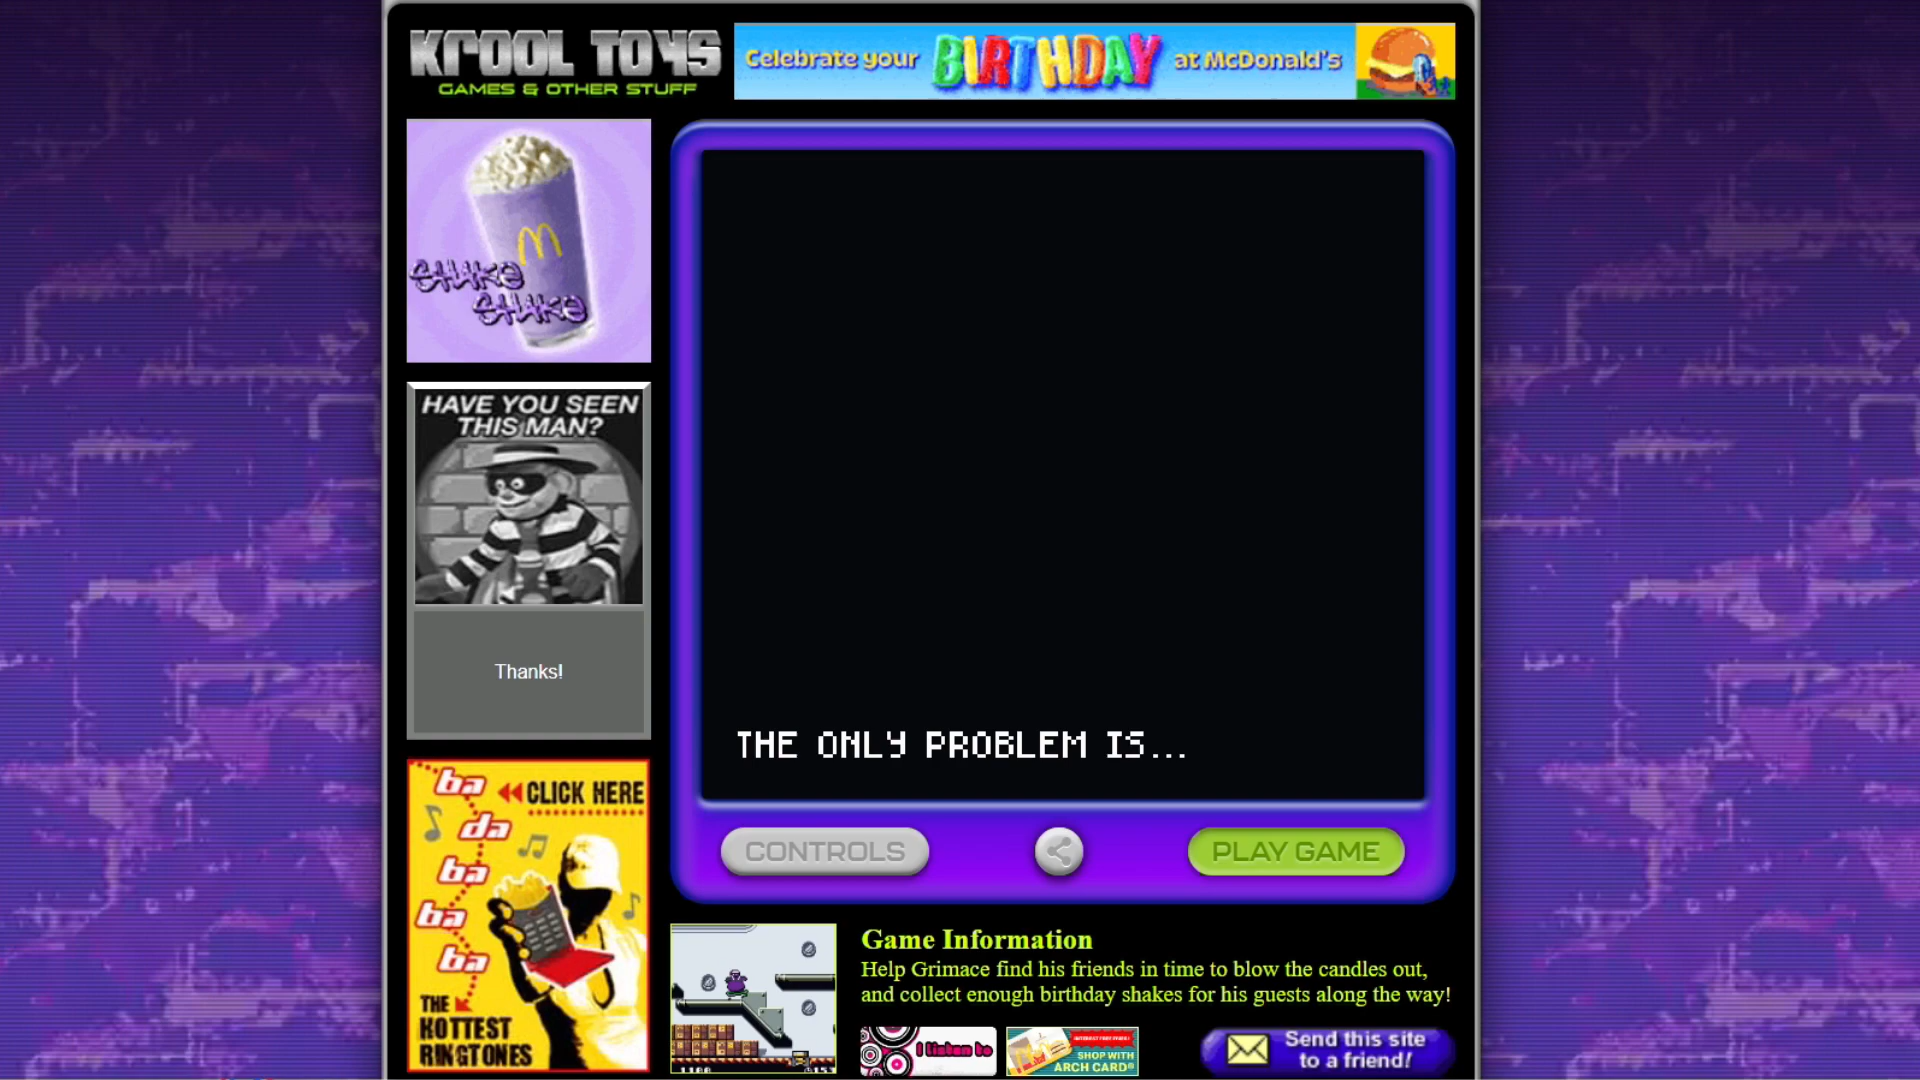 KROOL TOYS
GAMES & OTHER STUFF
Celebrate your BIRTHDAY at McDonald's
SHAKE
SHAKE
HAVE YOU SEEN
THIS MAN?
Thanks!
THE ONLY PROBLEM IS...
CONTROLS
PLAY GAME
ba
CLICK HERE
da
ba
ba
ba
THE
HOTTEST
RINGTONES
Game Information
Help Grimace find his friends in time to blow the candles out,
and collect enough birthday shakes for his guests along the way!
I listen to
SHOP WITH
ARCH CARD®
Send this site
to a friend!